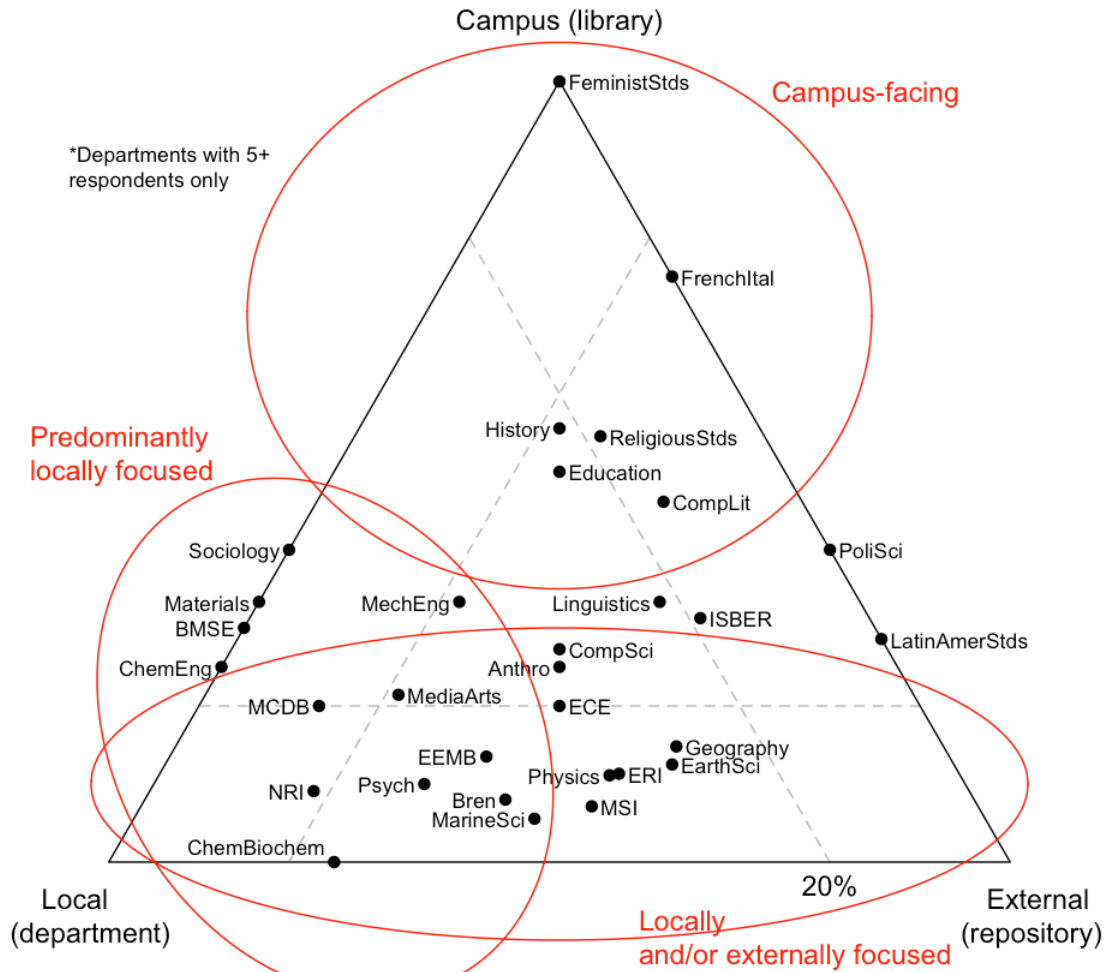 Campus (library)
FeministStds
Campus-facing
*Departments with 5+
respondents only
FrenchItal
History
ReligiousStds
Predominantly
locally focused
Education
CompLit
Sociology
PoliSci
Materials
MechEng
Linguistics
BMSE
ISBER
LatinAmerStds
CompSci
ChemEng
Anthro
MediaArts
MCDB
ECE
Geography
EEMB
EarthSci
Physics
ERI
Psych
NRI
Bren
MSI
MarineSci
ChemBiochem
20%
Local
(department)
External
(repository)
Locally
and/or externally focused